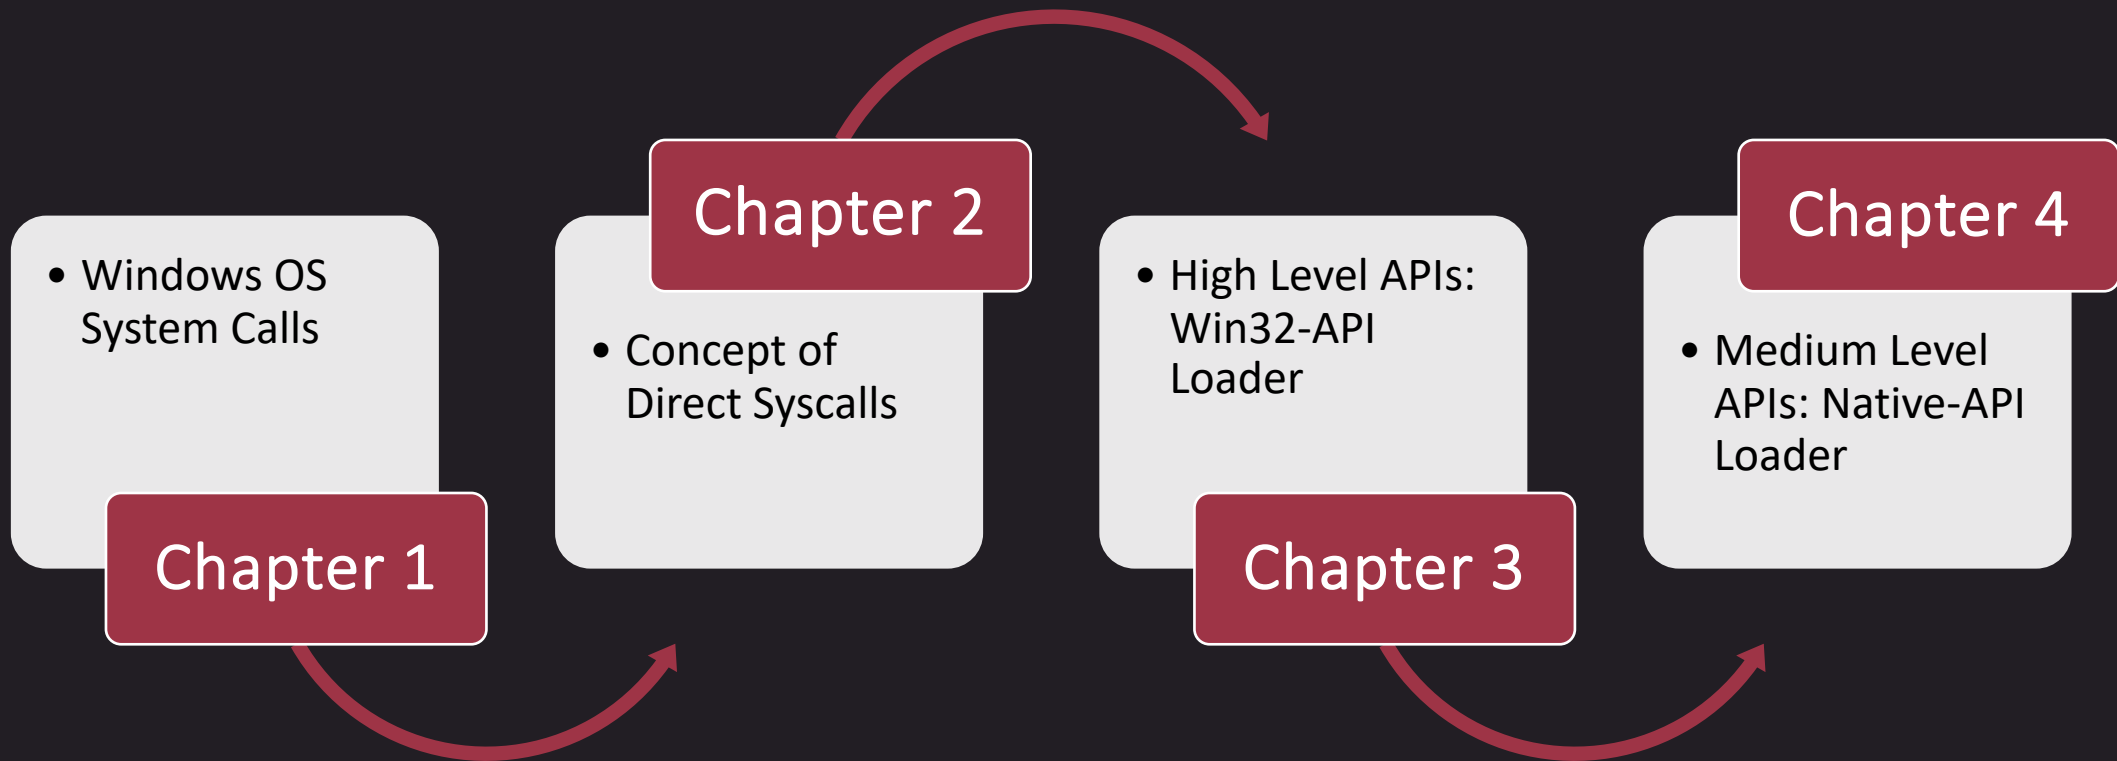 • Windows OS
System Calls
Chapter 1
Chapter 2
• Concept of
Direct Syscalls
• High Level APIs:
Win32-API
Loader
Chapter 3
Chapter 4
• Medium Level
APIs: Native-API
Loader